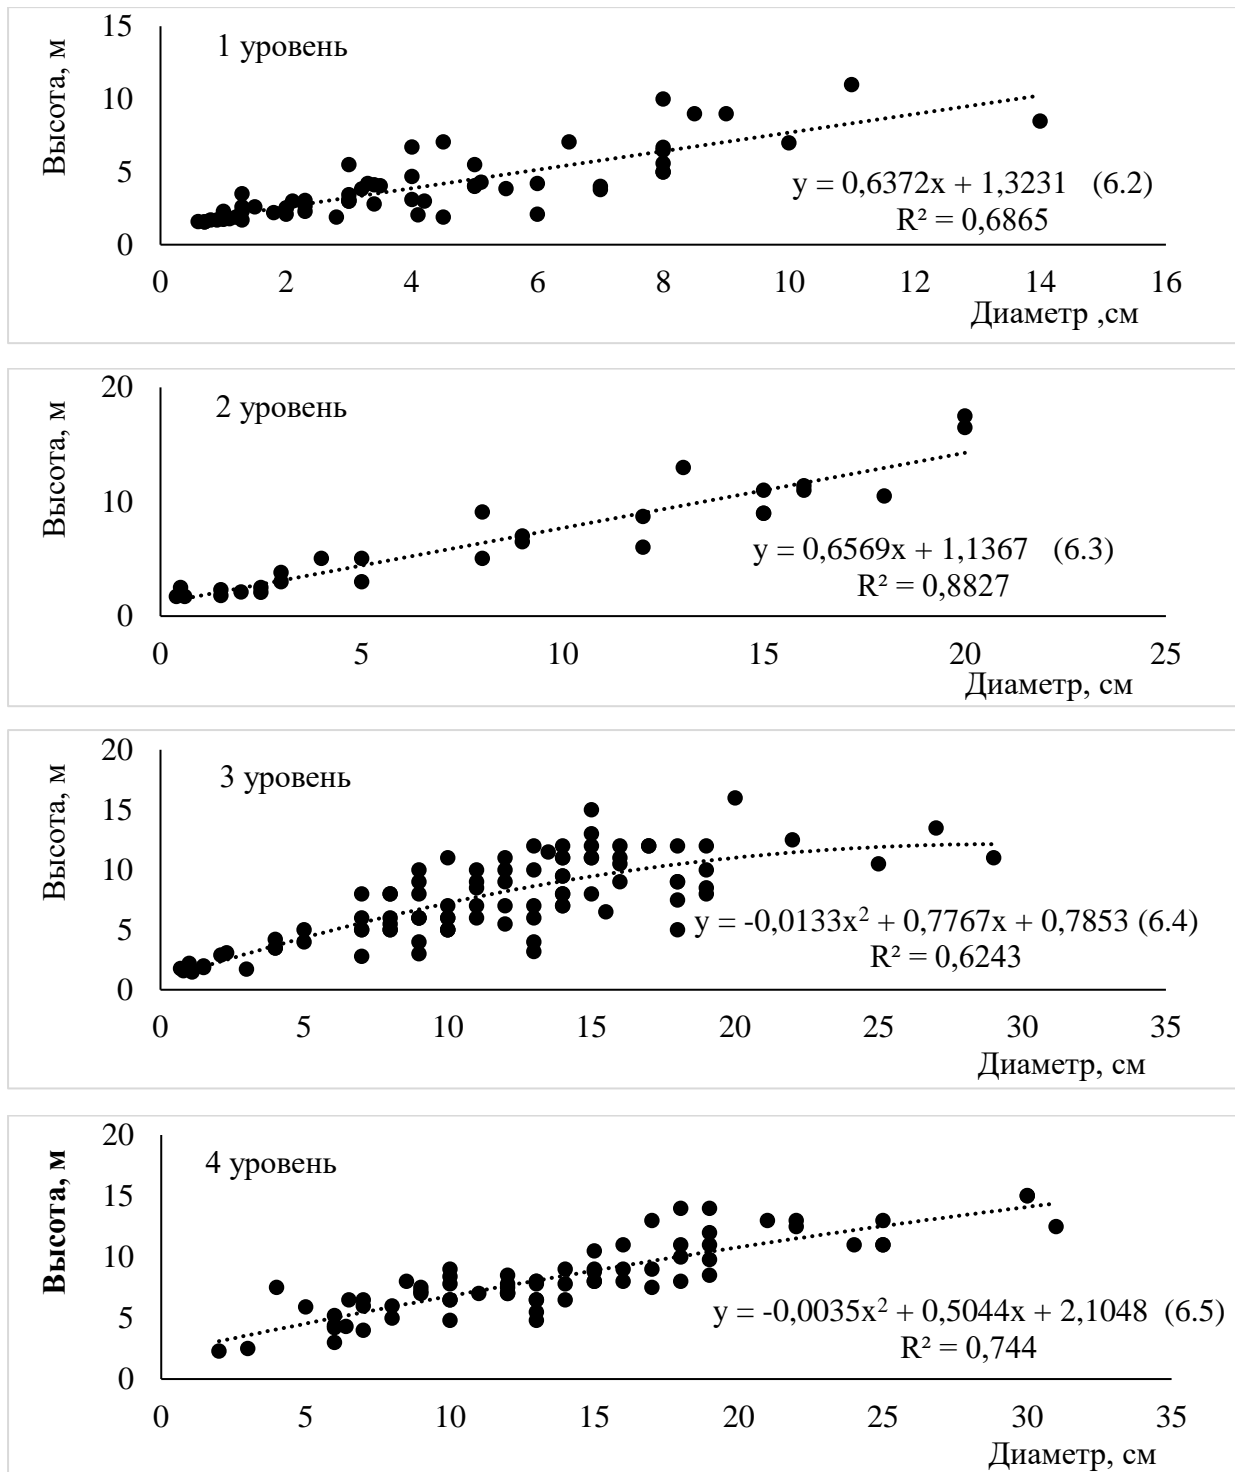 15
1 уровень
Высота, м
10
5
y = 0,6372x + 1,3231 (6.2)
R² = 0,6865
0
0 2 4 6 8 10 12 14 16
Диаметр ,см
20
2 уровень
Высота, м
10
y = 0,6569x + 1,1367 (6.3)
R² = 0,8827
0
0 5 10 15 20 25
Диаметр, см
20
3 уровень
Высота, м
15
10
5
y = -0,0133x² + 0,7767x + 0,7853 (6.4)
R² = 0,6243
0
0 5 10 15 20 25 30 35
Диаметр, см
20
4 уровень
Высота, м
15
10
5
y = -0,0035x² + 0,5044x + 2,1048 (6.5)
R² = 0,744
0
0 5 10 15 20 25 30 35
Диаметр, см